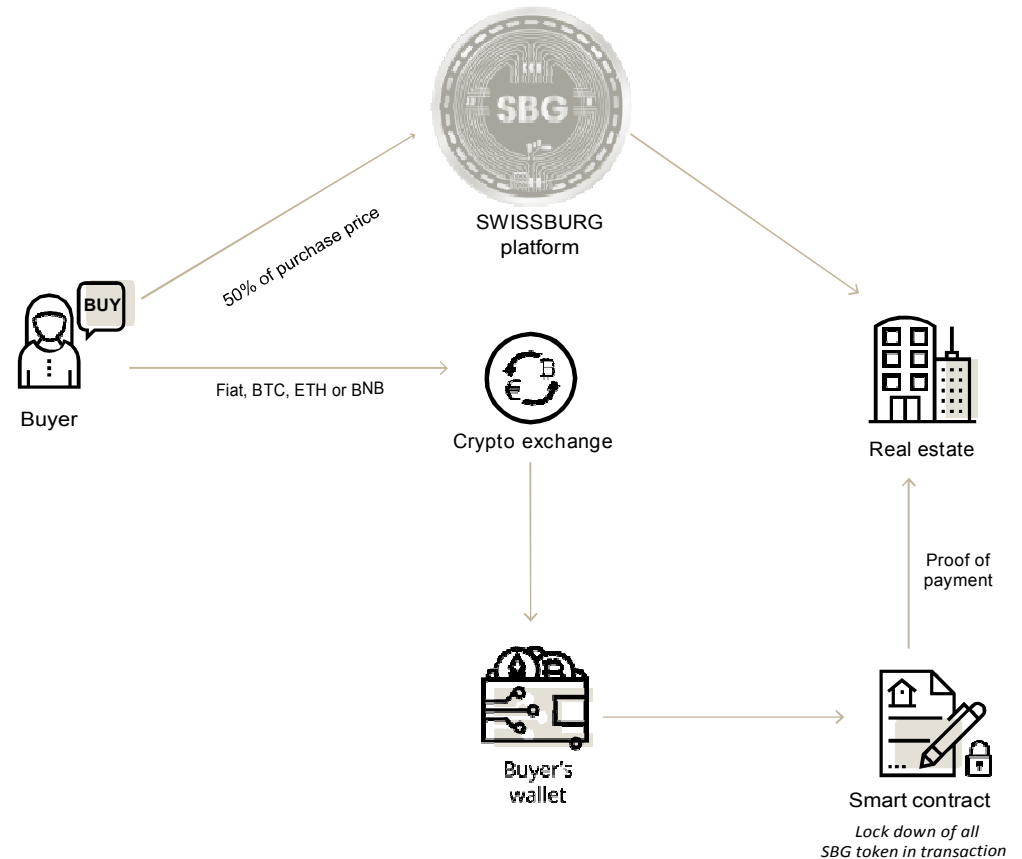 SBG
SWISSBURG
platform
50% of purchase price
BUY
Buyer
Fiat, BTC, ETH or BNB
Crypto exchange
Real estate
Proof of
payment
Buyer's
wallet
Smart contract
Lock down of all
SBG token in transaction